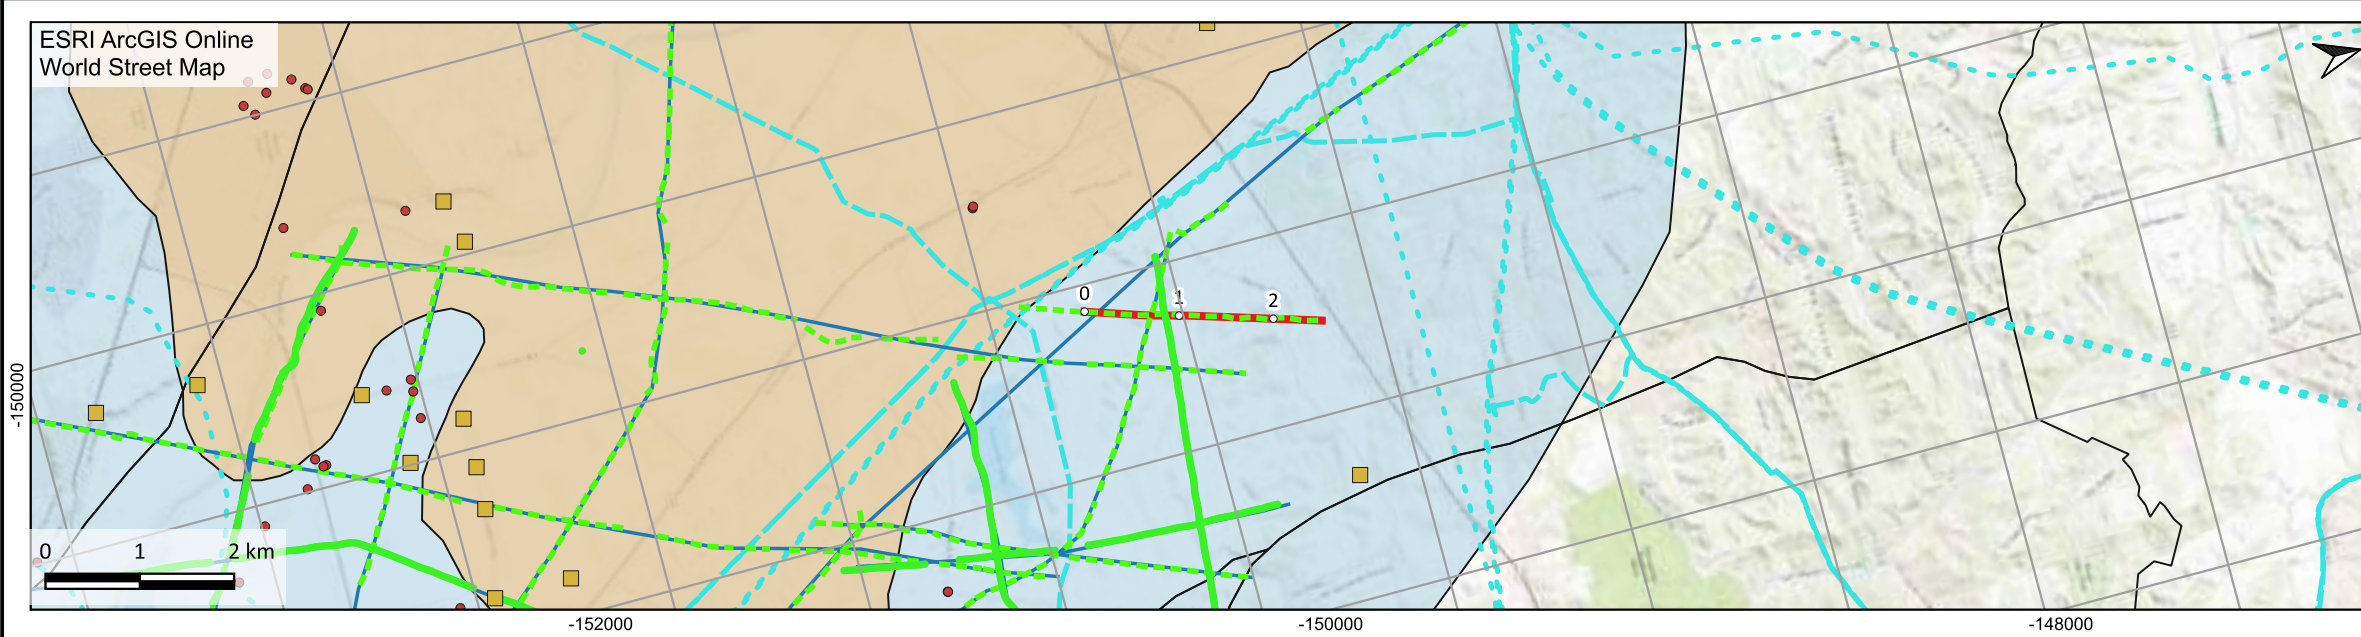 ESRI ArcGIS Online
World Street Map
0
1
2
-150000
0 1 2 km
-152000 -150000 -148000